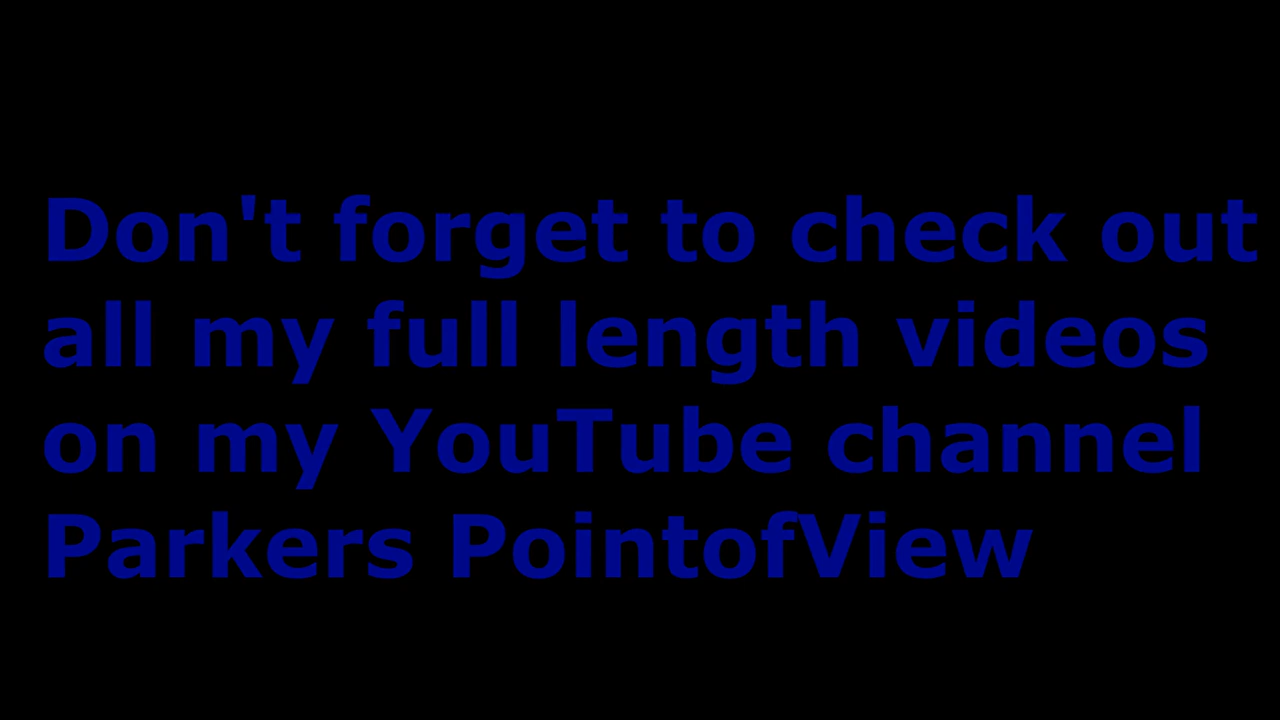 Don't forget to check out
all my full length videos
on my YouTube channel
Parkers PointofView